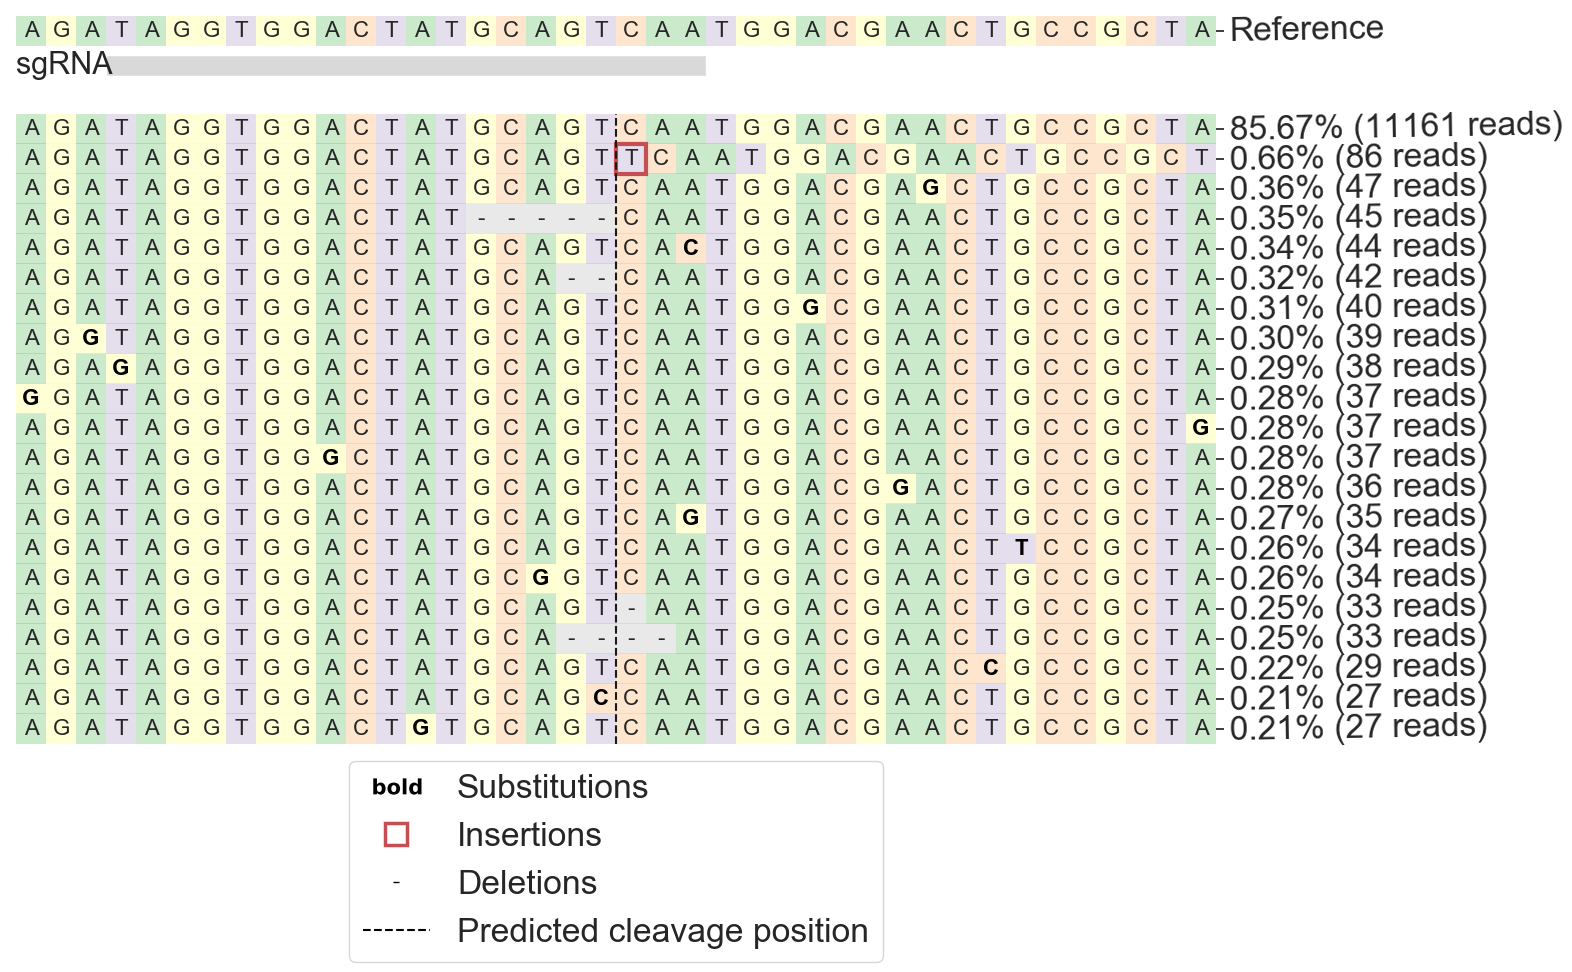 A G A T A G G T G G A C T A T G C A G T C A A T G G A C G A A C T G C C G C T A Reference
sgRNA
A G A T A G G T G G A C T A T G C A G T C A A T G G A C G A A C T G C C G C T A 85.67% (11161 reads)
A G A T A G G T G G A C T A T G C A G T T C A A T G G A C G A A C T G C C G C T 0.66% (86 reads)
A G A T A G G T G G A C T A T G C A G T C A A T G G A C G A G C T G C C G C T A 0.36% (47 reads)
A G A T A G G T G G A C T A T - - - - - C A A T G G A C G A A C T G C C G C T A 0.35% (45 reads)
A G A T A G G T G G A C T A T G C A G T C A C T G G A C G A A C T G C C G C T A 0.34% (44 reads)
A G A T A G G T G G A C T A T G C A - - C A A T G G A C G A A C T G C C G C T A 0.32% (42 reads)
A G A T A G G T G G A C T A T G C A G T C A A T G G G C G A A C T G C C G C T A 0.31% (40 reads)
A G G T A G G T G G A C T A T G C A G T C A A T G G A C G A A C T G C C G C T A 0.30% (39 reads)
A G A G A G G T G G A C T A T G C A G T C A A T G G A C G A A C T G C C G C T A 0.29% (38 reads)
G G A T A G G T G G A C T A T G C A G T C A A T G G A C G A A C T G C C G C T A 0.28% (37 reads)
A G A T A G G T G G A C T A T G C A G T C A A T G G A C G A A C T G C C G C T G 0.28% (37 reads)
A G A T A G G T G G G C T A T G C A G T C A A T G G A C G A A C T G C C G C T A 0.28% (37 reads)
A G A T A G G T G G A C T A T G C A G T C A A T G G A C G G A C T G C C G C T A 0.28% (36 reads)
A G A T A G G T G G A C T A T G C A G T C A G T G G A C G A A C T G C C G C T A 0.27% (35 reads)
A G A T A G G T G G A C T A T G C A G T C A A T G G A C G A A C T T C C G C T A 0.26% (34 reads)
A G A T A G G T G G A C T A T G C G G T C A A T G G A C G A A C T G C C G C T A 0.26% (34 reads)
A G A T A G G T G G A C T A T G C A G T - A A T G G A C G A A C T G C C G C T A 0.25% (33 reads)
A G A T A G G T G G A C T A T G C A - - - - A T G G A C G A A C T G C C G C T A 0.25% (33 reads)
A G A T A G G T G G A C T A T G C A G T C A A T G G A C G A A C C G C C G C T A 0.22% (29 reads)
A G A T A G G T G G A C T A T G C A G C C A A T G G A C G A A C T G C C G C T A 0.21% (27 reads)
A G A T A G G T G G A C T G T G C A G T C A A T G G A C G A A C T G C C G C T A 0.21% (27 reads)
bold Substitutions
Insertions
- Deletions
Predicted cleavage position